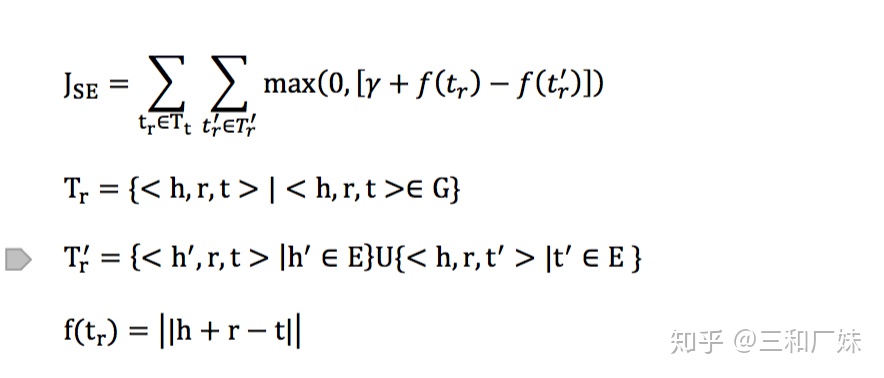 J_SE = ∑_{t_r∈T_t} ∑_{t′_r∈T′_r} max(0, [γ + f(t_r) − f(t′_r)])
T_r = {< h, r, t > | < h, r, t >∈ G}
T′_r = {< h′, r, t > |h′ ∈ E}U{< h, r, t′ > |t′ ∈ E }
f(t_r) = ||h + r − t||
知乎 @三和厂妹